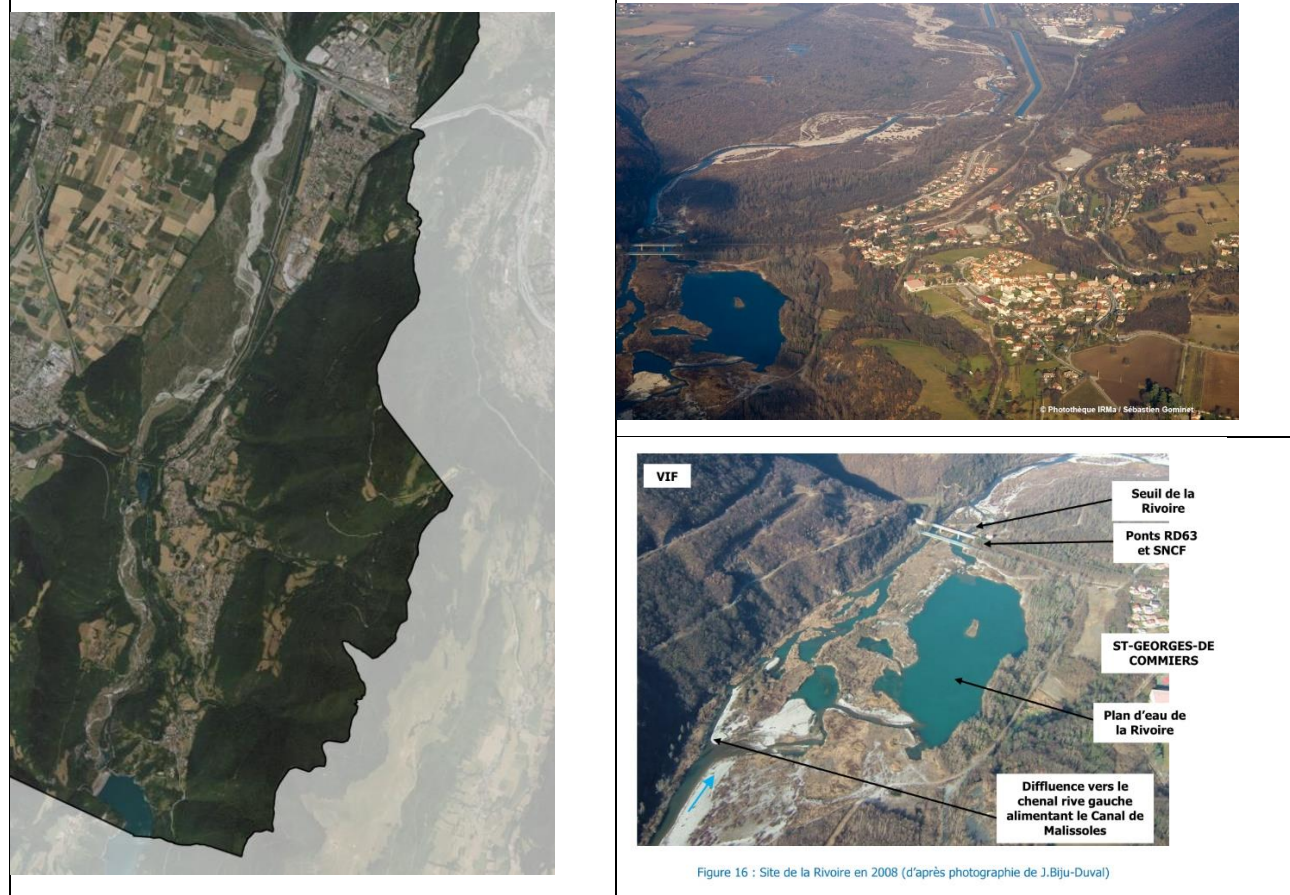 © Photothèque IRMa / Sébastien Gominet
VIF
Seuil de la
Rivoire
Ponts RD63
et SNCF
ST-GEORGES-DE
COMMIERS
Plan d'eau de
la Rivoire
Diffluence vers le
chenal rive gauche
alimentant le Canal de
Malissoles
Figure 16 : Site de la Rivoire en 2008 (d'après photographie de J.Biju-Duval)